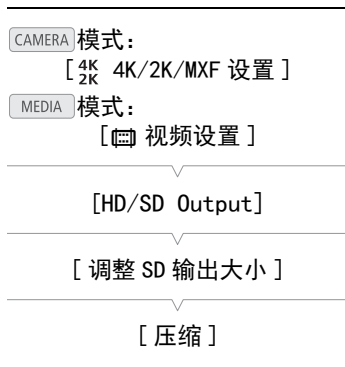 CAMERA 模式:
[ 4K 2K 4K/2K/MXF 设置 ]
MEDIA 模式:
[ 视频设置 ]
[HD/SD Output]
[ 调整 SD 输出大小 ]
[ 压缩 ]